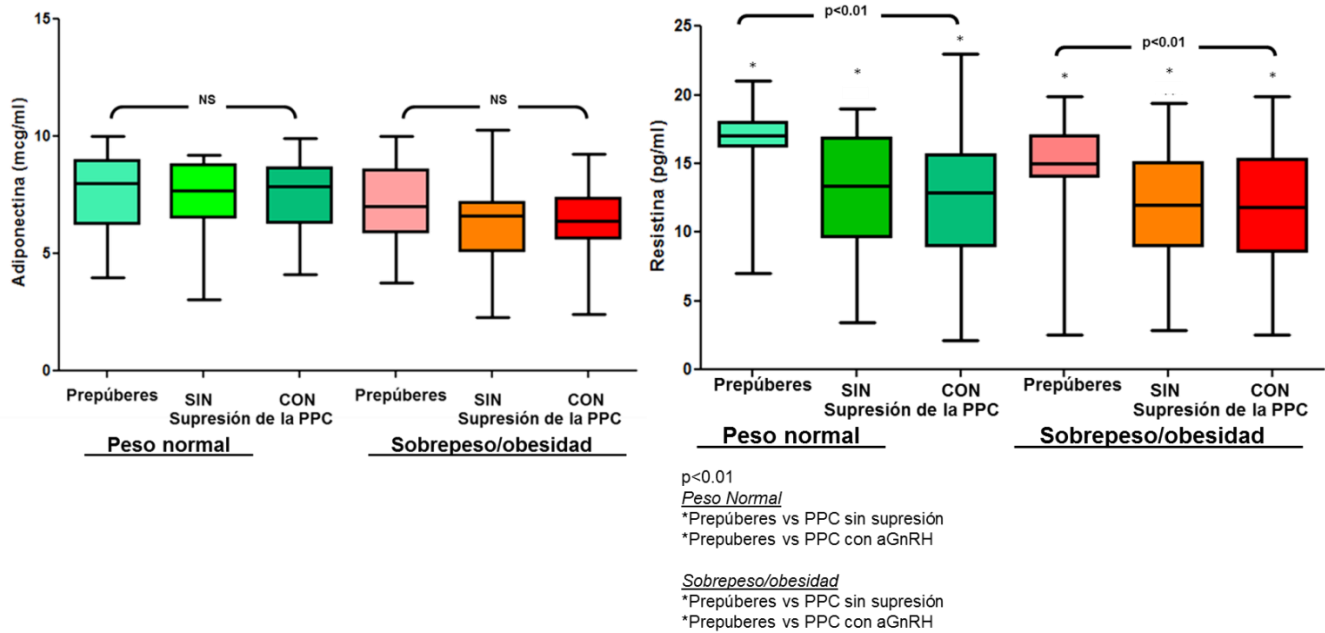 15
10
5
0
Adiponectina (mcg/ml)
NS
NS
Prepúberes
SIN
CON
Supresión de la PPC
Prepúberes
SIN
CON
Supresión de la PPC
Peso normal
Sobrepeso/obesidad
25
20
15
10
5
0
Resistina (pg/ml)
p<0.01
p<0.01
*
*
*
*
*
*
Prepúberes
SIN
CON
Supresión de la PPC
Prepúberes
SIN
CON
Supresión de la PPC
Peso normal
Sobrepeso/obesidad
p<0.01
Peso Normal
*Prepúberes vs PPC sin supresión
*Prepuberes vs PPC con aGnRH
Sobrepeso/obesidad
*Prepúberes vs PPC sin supresión
*Prepuberes vs PPC con aGnRH